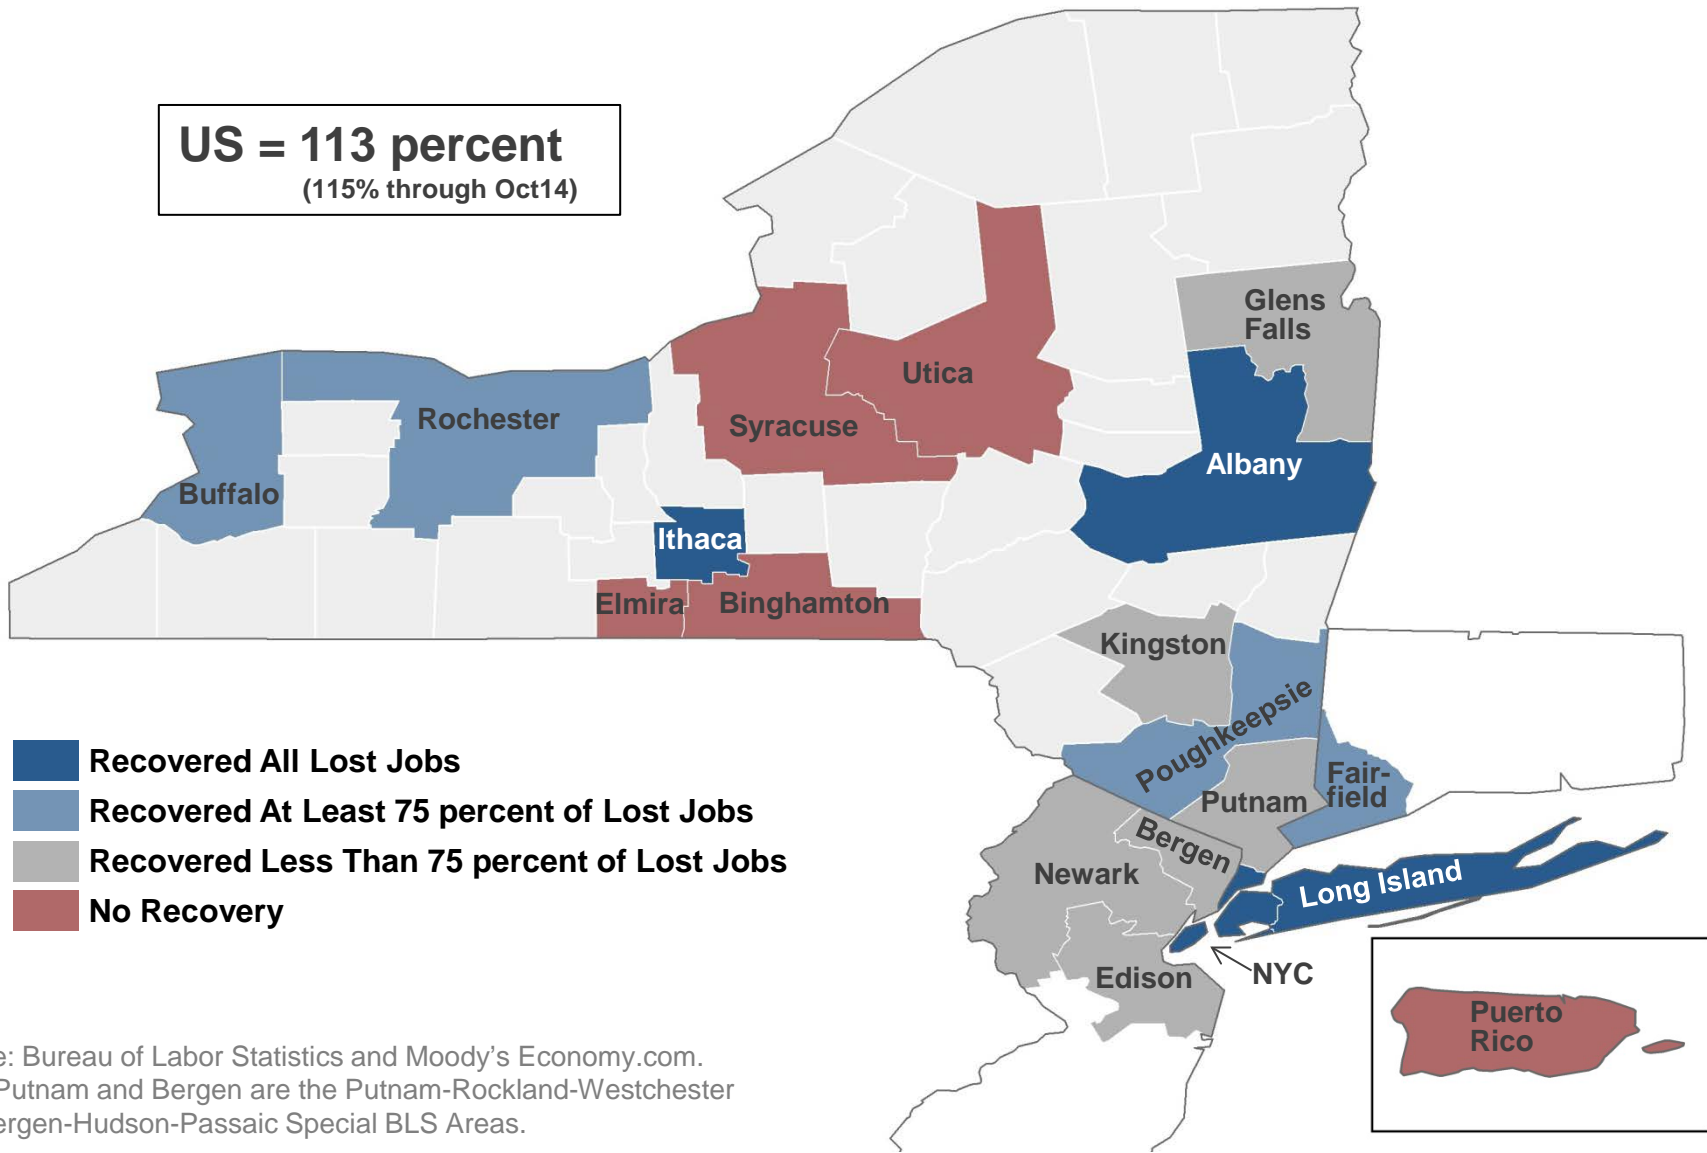 US = 113 percent
(115% through Oct14)
Glens
Falls
Utica
Rochester
Syracuse
Albany
Buffalo
Ithaca
Elmira
Binghamton
Kingston
Poughkeepsie
Recovered All Lost Jobs
Fair-
field
Putnam
Recovered At Least 75 percent of Lost Jobs
Bergen
Recovered Less Than 75 percent of Lost Jobs
Newark
Long Island
No Recovery
NYC
Edison
Puerto
Rico
e: Bureau of Labor Statistics and Moody's Economy.com.
Putnam and Bergen are the Putnam-Rockland-Westchester
ergen-Hudson-Passaic Special BLS Areas.